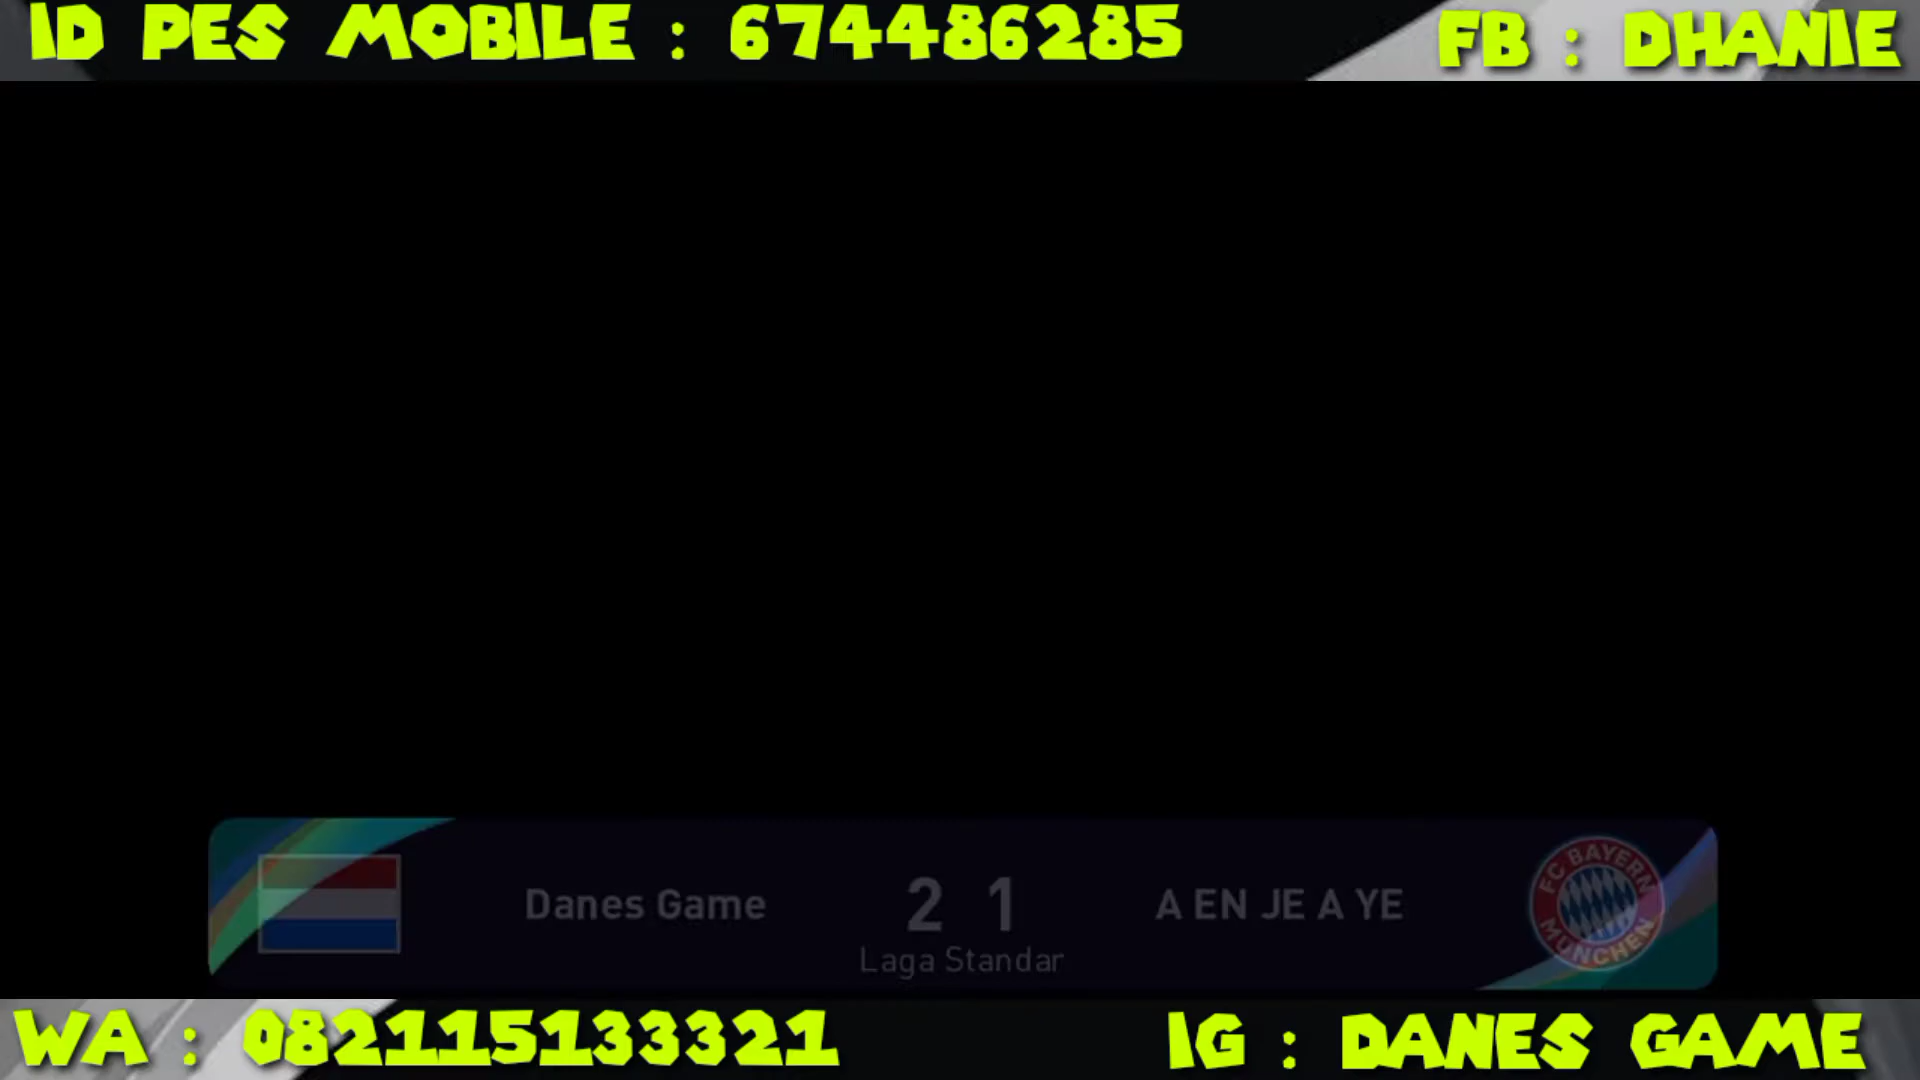 ID PES MOBILE : 674486285
FB : DHANIE
Danes Game 2 1 A EN JE A YE
Laga Standar
FC BAYERN MÜNCHEN
WA : 082115133321
IG : DANES GAME